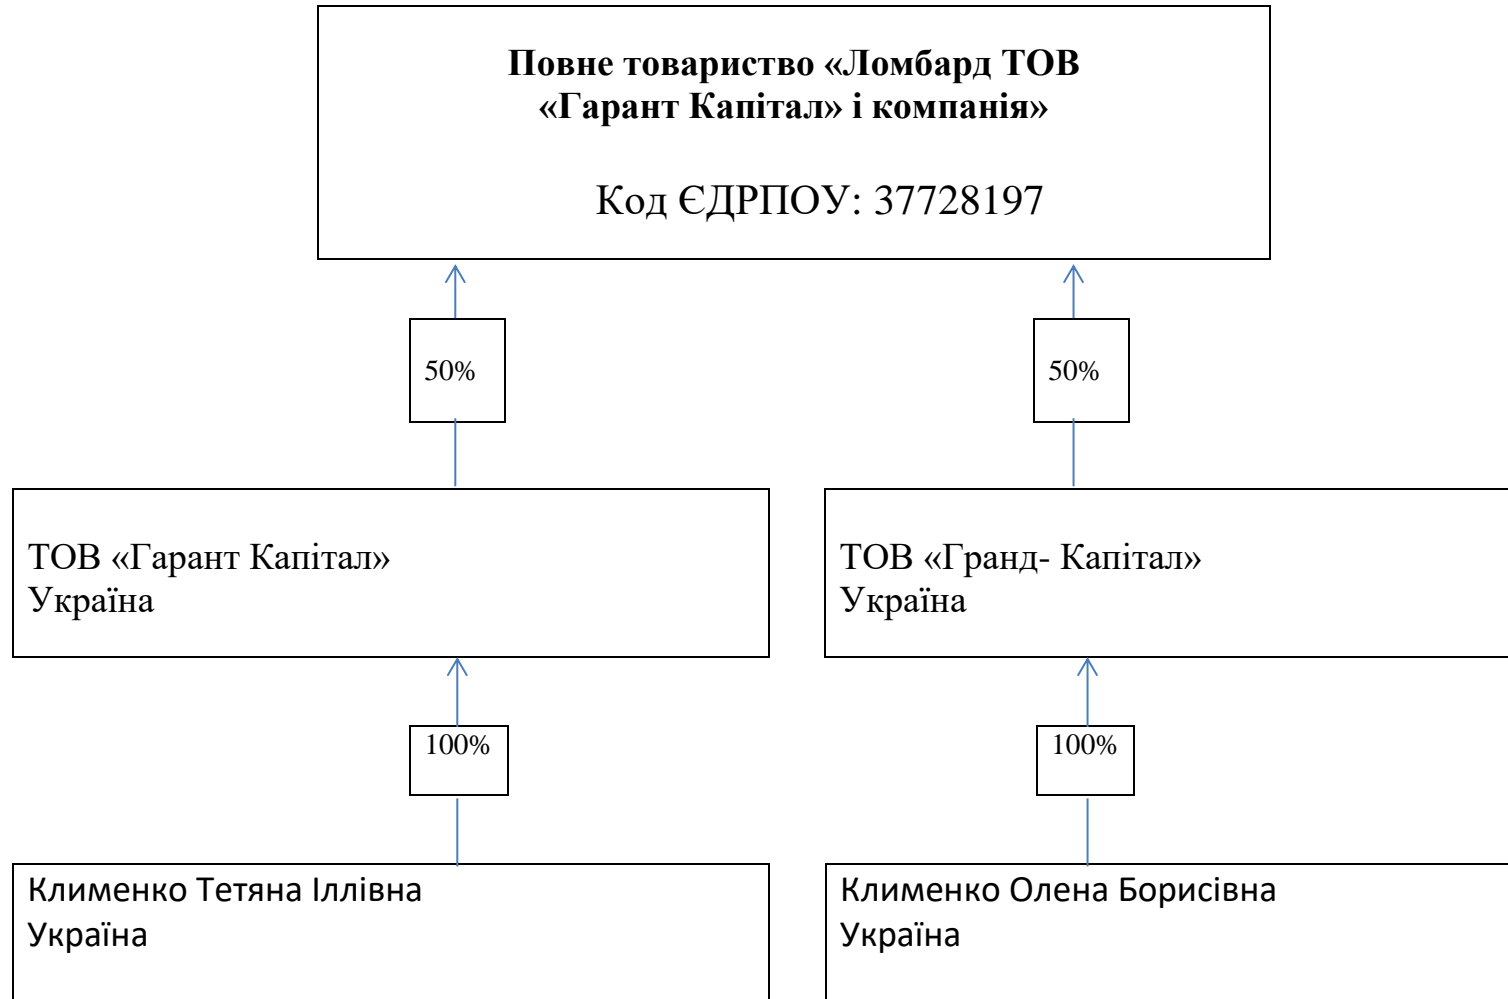 Повне товариство «Ломбард ТОВ
«Гарант Капітал» і компанія»
Код ЄДРПОУ: 37728197
50%
50%
ТОВ «Гарант Капітал»
Україна
ТОВ «Гранд- Капітал»
Україна
100%
100%
Клименко Тетяна Іллівна
Україна
Клименко Олена Борисівна
Україна